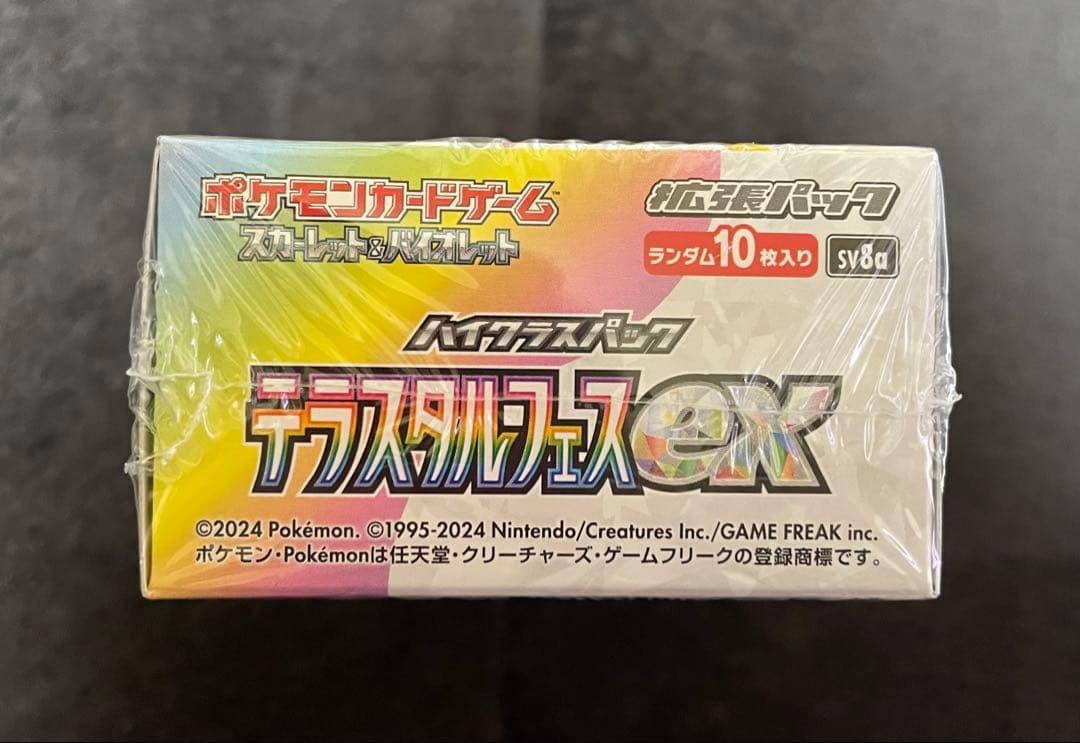 ポケモンカードゲーム™
スカーレット&バイオレット
拡張パック
ランダム10枚入り
sv8a
ハイクラスパック
テラスタルフェスex
©2024 Pokémon. ©1995-2024 Nintendo/Creatures Inc./GAME FREAK inc.
ポケモン・Pokémonは任天堂・クリーチャーズ・ゲームフリークの登録商標です。